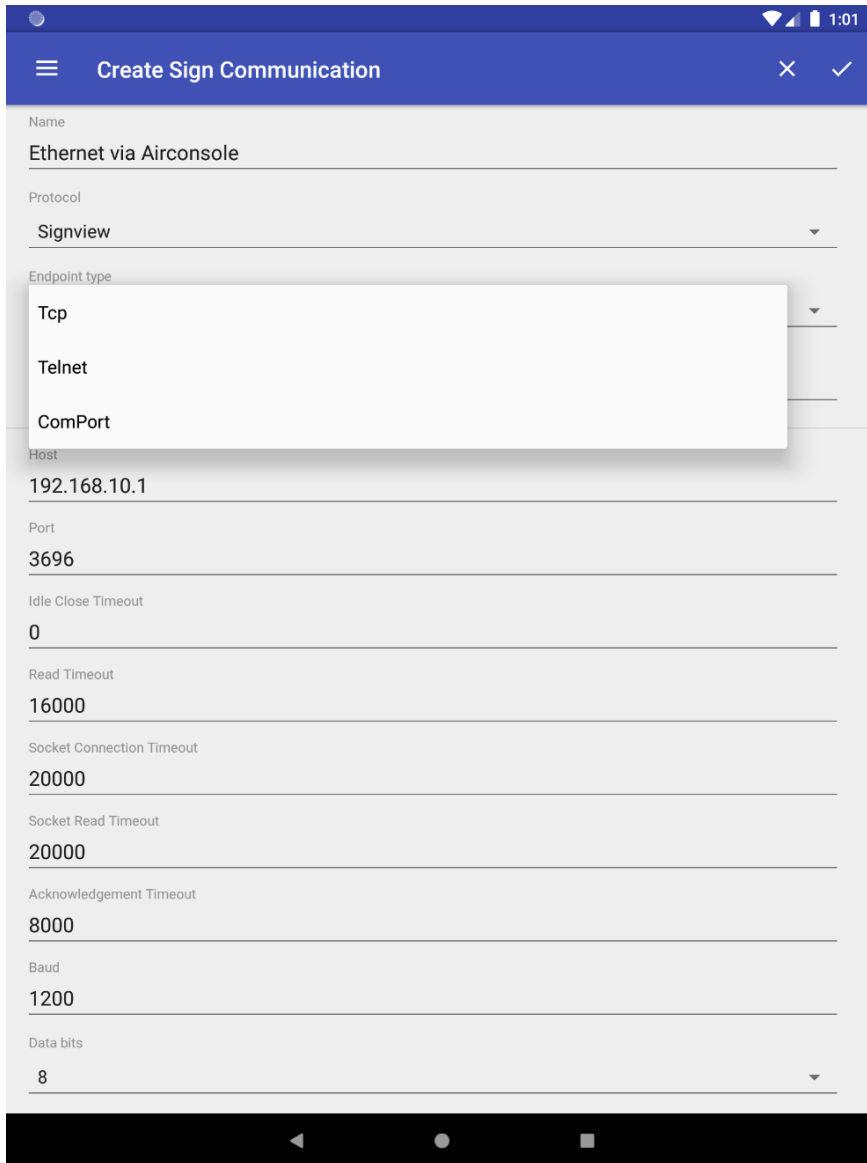 1:01
Create Sign Communication
Name
Ethernet via Airconsole
Protocol
Signview
Endpoint type
Tcp
Telnet
ComPort
Host
192.168.10.1
Port
3696
Idle Close Timeout
0
Read Timeout
16000
Socket Connection Timeout
20000
Socket Read Timeout
20000
Acknowledgement Timeout
8000
Baud
1200
Data bits
8